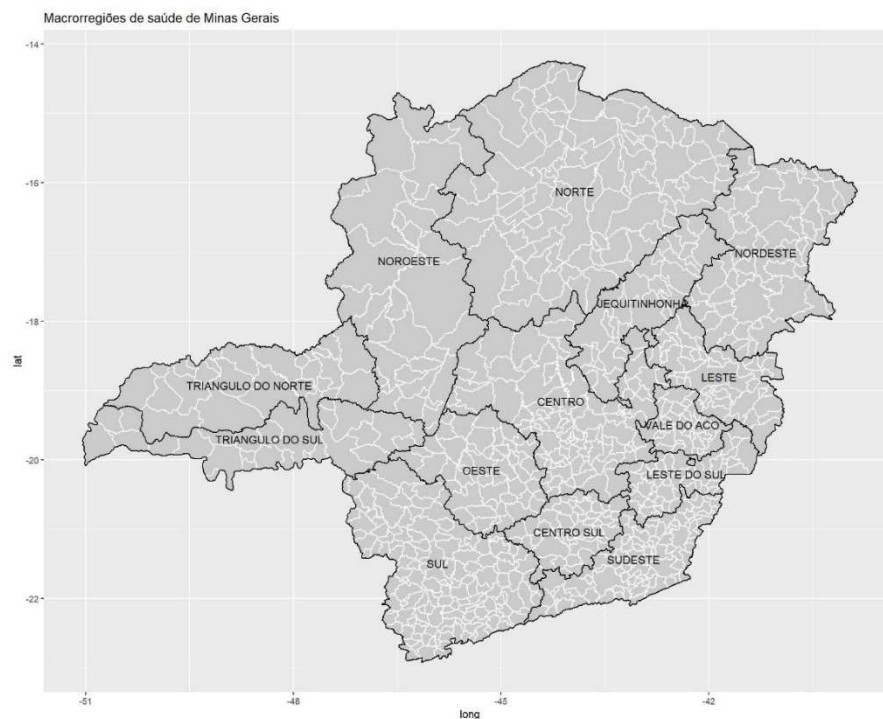 Macrorregiões de saúde de Minas Gerais
-14
-16
-18
-20
-22
lat
NORTE
NOROESTE
NORDESTE
JEQUITINHONHA
TRIANGULO DO NORTE
LESTE
CENTRO
VALE DO ACO
TRIANGULO DO SUL
OESTE
LESTE DO SUL
CENTRO SUL
SUL
SUDESTE
-51
-48
-45
-42
long